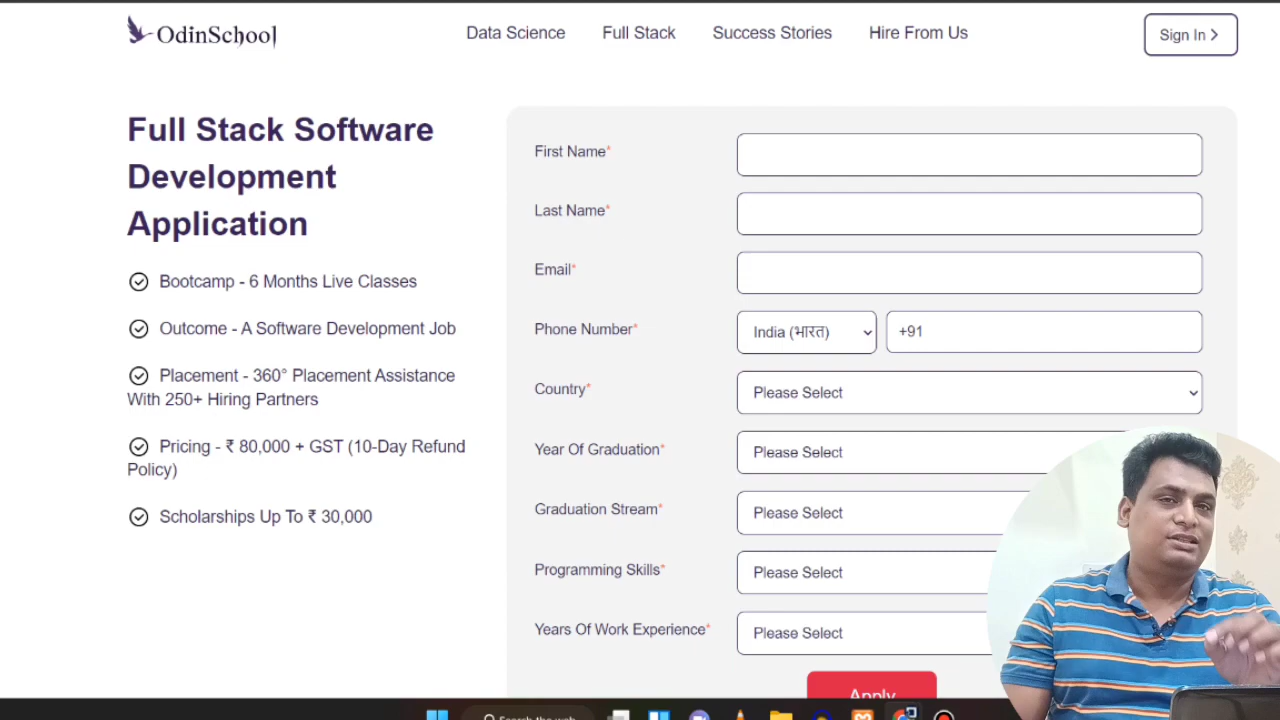 OdinSchool
Data Science
Full Stack
Success Stories
Hire From Us
Sign In
Full Stack Software
Development
Application
Bootcamp - 6 Months Live Classes
Outcome - A Software Development Job
Placement - 360° Placement Assistance
With 250+ Hiring Partners
Pricing - ₹ 80,000 + GST (10-Day Refund
Policy)
Scholarships Up To ₹ 30,000
First Name*
Last Name*
Email*
Phone Number*
India (भारत)
+91
Country*
Please Select
Year Of Graduation*
Please Select
Graduation Stream*
Please Select
Programming Skills*
Please Select
Years Of Work Experience*
Please Select
Apply
Search the web